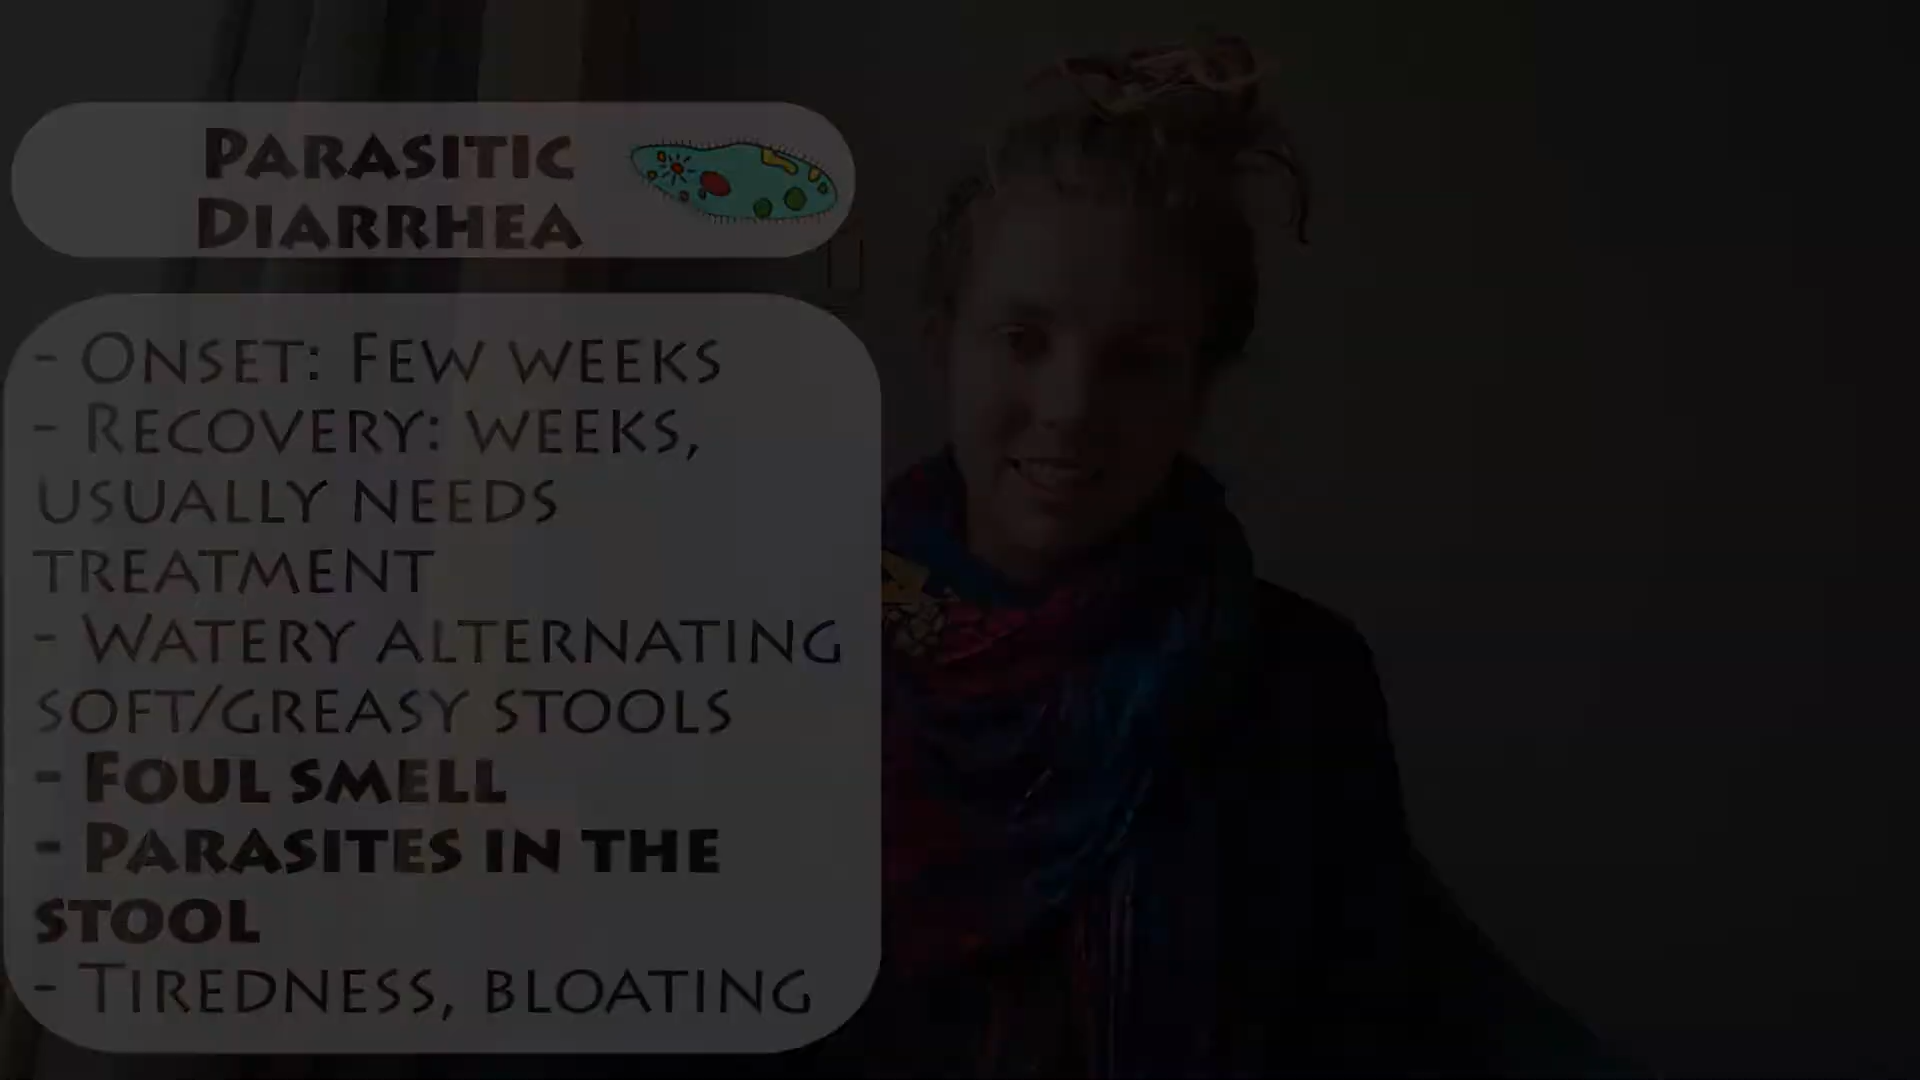 Parasitic
Diarrhea
- Onset: Few weeks
- Recovery: weeks,
usually needs
treatment
- Watery alternating
soft/greasy stools
- Foul smell
- Parasites in the
stool
- Tiredness, bloating